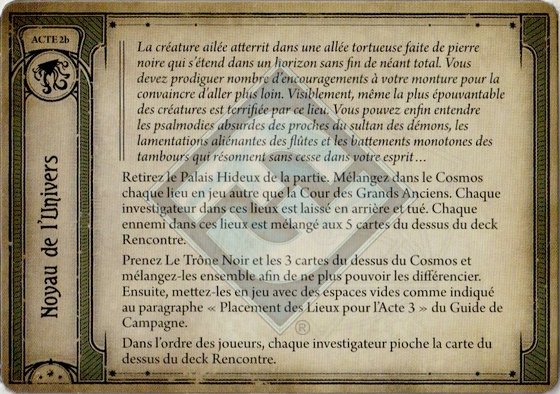 ACTE 2b
Noyau de l'Univers
La créature ailée atterrit dans une allée tortueuse faite de pierre
noire qui s'étend dans un horizon sans fin de néant total. Vous
devez prodiguer nombre d'encouragements à votre monture pour la
convaincre d'aller plus loin. Visiblement, même la plus épouvantable
des créatures est terrifiée par ce lieu. Vous pouvez enfin entendre
les psalmodies absurdes des proches du sultan des démons, les
lamentations aliénantes des flûtes et les battements monotones des
tambours qui résonnent sans cesse dans votre esprit…
Retirez le Palais Hideux de la partie. Mélangez dans le Cosmos
chaque lieu en jeu autre que la Cour des Grands Anciens. Chaque
investigateur dans ces lieux est laissé en arrière et tué. Chaque
ennemi dans ces lieux est mélangé aux 5 cartes du dessus du deck
Rencontre.
Prenez Le Trône Noir et les 3 cartes du dessus du Cosmos et
mélangez-les ensemble afin de ne plus pouvoir les différencier.
Ensuite, mettez-les en jeu avec des espaces vides comme indiqué
au paragraphe « Placement des Lieux pour l'Acte 3 » du Guide de
Campagne.
Dans l'ordre des joueurs, chaque investigateur pioche la carte du
dessus du deck Rencontre.
®